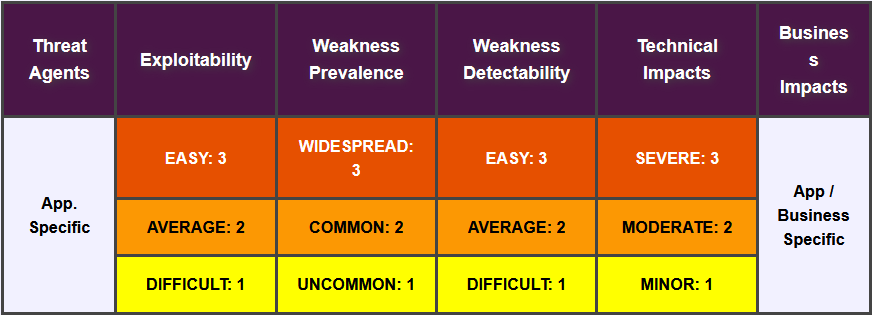 Threat
Agents
Exploitability
Weakness
Prevalence
Weakness
Detectability
Technical
Impacts
Busines
s
Impacts
App.
Specific
EASY: 3
WIDESPREAD:
3
EASY: 3
SEVERE: 3
App /
Business
Specific
AVERAGE: 2
COMMON: 2
AVERAGE: 2
MODERATE: 2
DIFFICULT: 1
UNCOMMON: 1
DIFFICULT: 1
MINOR: 1